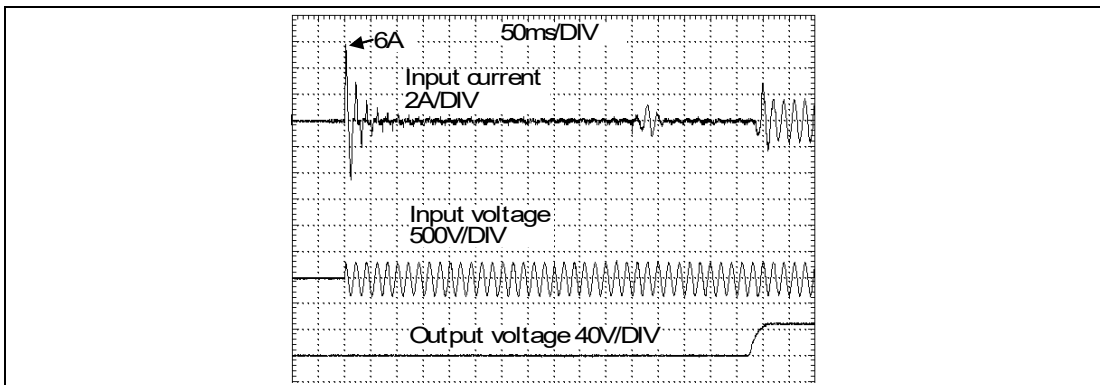 50ms/DIV
6A
Input current
2A/DIV
Input voltage
500V/DIV
Output voltage 40V/DIV